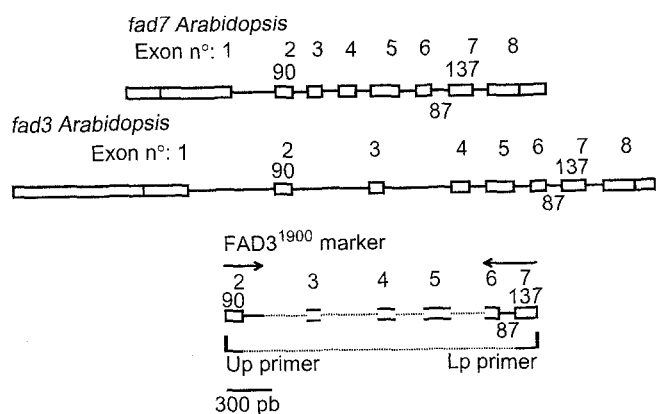 fad7 Arabidopsis
Exon n°: 1 2 3 4 5 6 7 8
90 137
87
fad3 Arabidopsis
Exon n°: 1 2 3 4 5 6 7 8
90 137
87
FAD3¹⁹⁰⁰ marker
2 3 4 5 6 7
90 137
87
Up primer Lp primer
300 pb